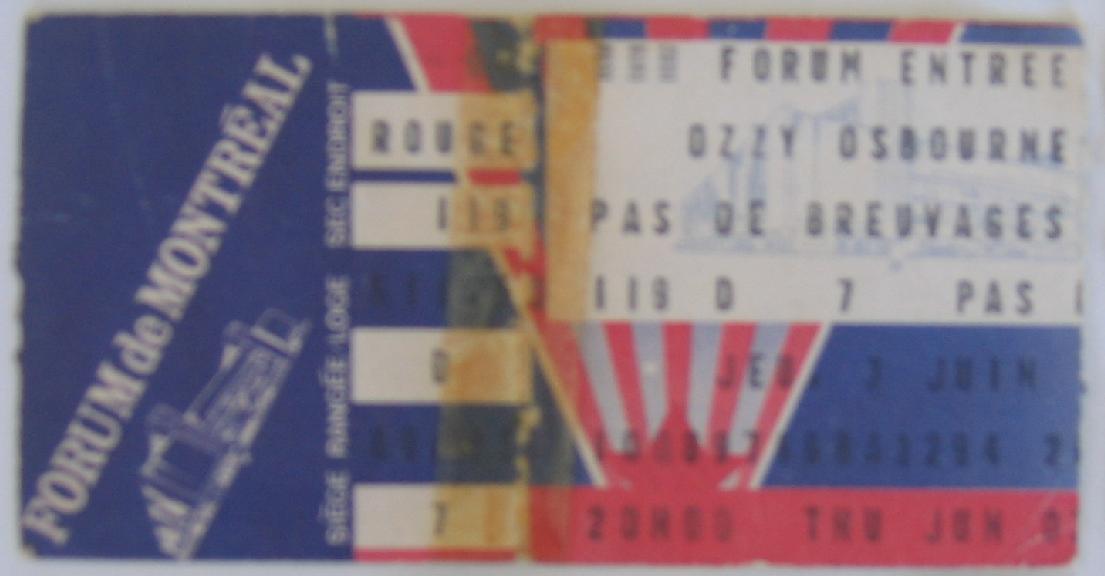 FORUM de MONTRÉAL
SEC ENDROIT
RANGÉE/LOGE
SIÈGE
ROUGE
119
D
7
FORUM ENTREE
OZZY OSBOURNE
PAS DE BREUVAGES
119 D 7 PAS
JEU. 7 JUIN
20H00 THU JUN 07